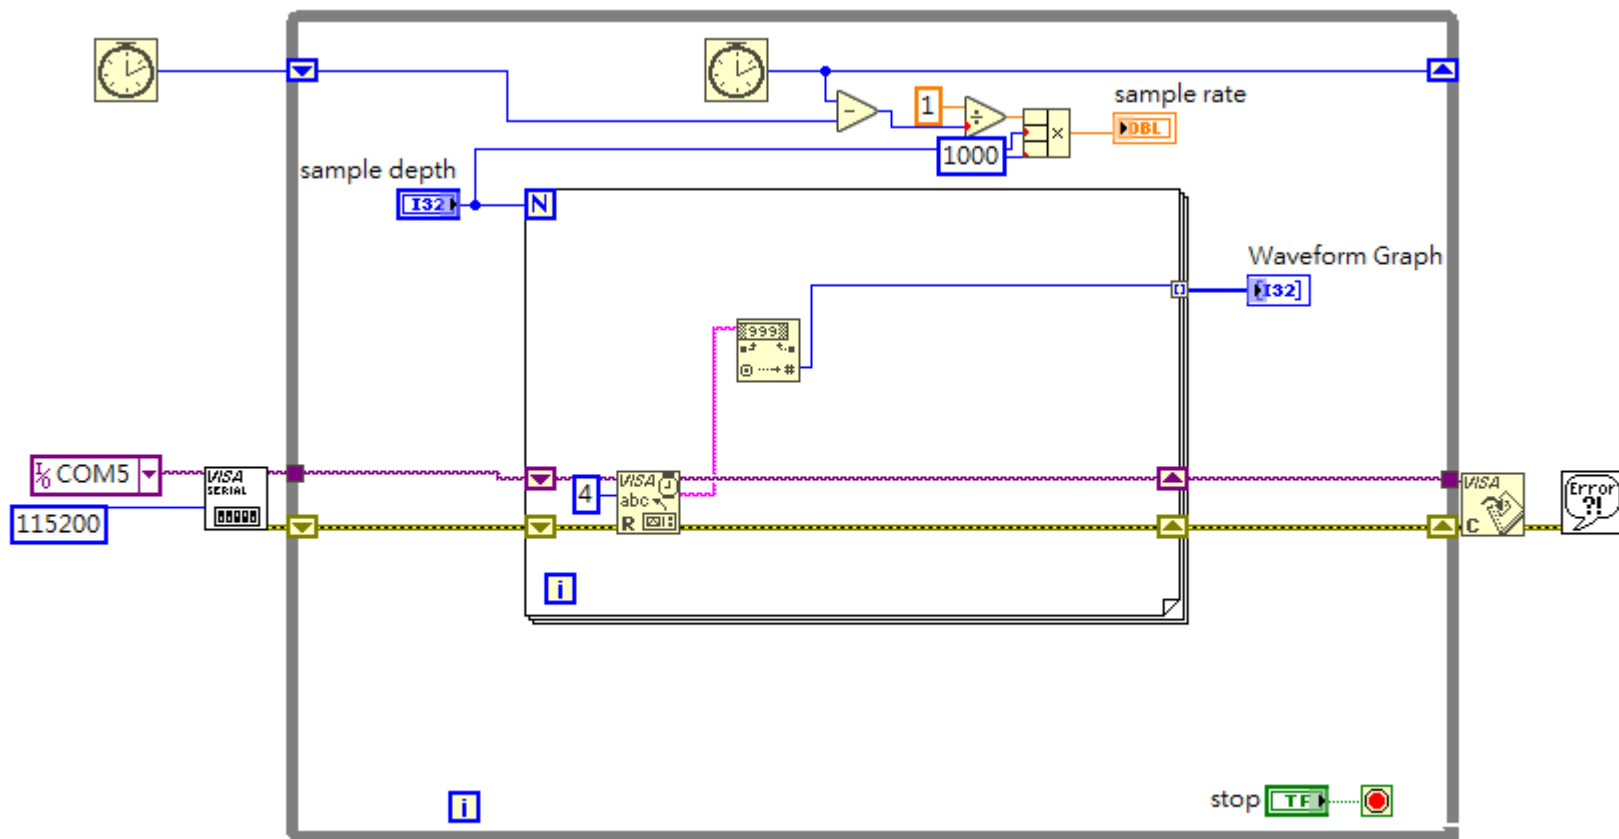 sample rate
1
DBL
1000
sample depth
I32
N
Waveform Graph
[I32]
999
#
I/O COM5
VISA
SERIAL
115200
4
VISA
abc
R
VISA
C
Error
?!
i
i
stop
TF